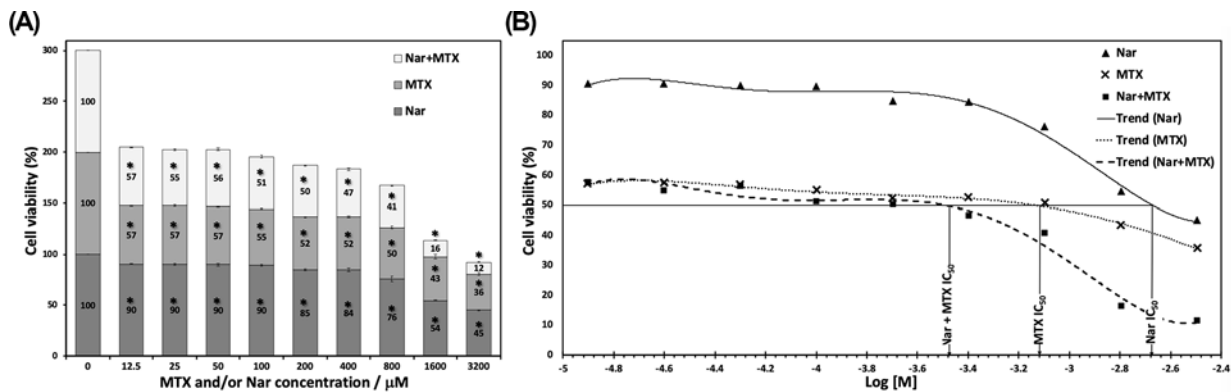 (A)
300
250
200
150
100
50
0
Cell viability (%)
Nar+MTX
MTX
Nar
100
*57
*55
*56
*51
*50
*47
*41
*
16
*
12
100
*57
*57
*57
*55
*52
*52
*50
*43
*36
100
*90
*90
*90
*90
*85
*84
*76
*54
*45
0 12.5 25 50 100 200 400 800 1600 3200
MTX and/or Nar concentration / µM
(B)
100
90
80
70
60
50
40
30
20
10
0
Cell viability (%)
Nar
MTX
Nar+MTX
Trend (Nar)
Trend (MTX)
Trend (Nar+MTX)
Nar + MTX IC50
MTX IC50
Nar IC50
-5 -4.8 -4.6 -4.4 -4.2 -4.0 -3.8 -3.6 -3.4 -3.2 -3.0 -2.8 -2.6 -2.4
Log [M]